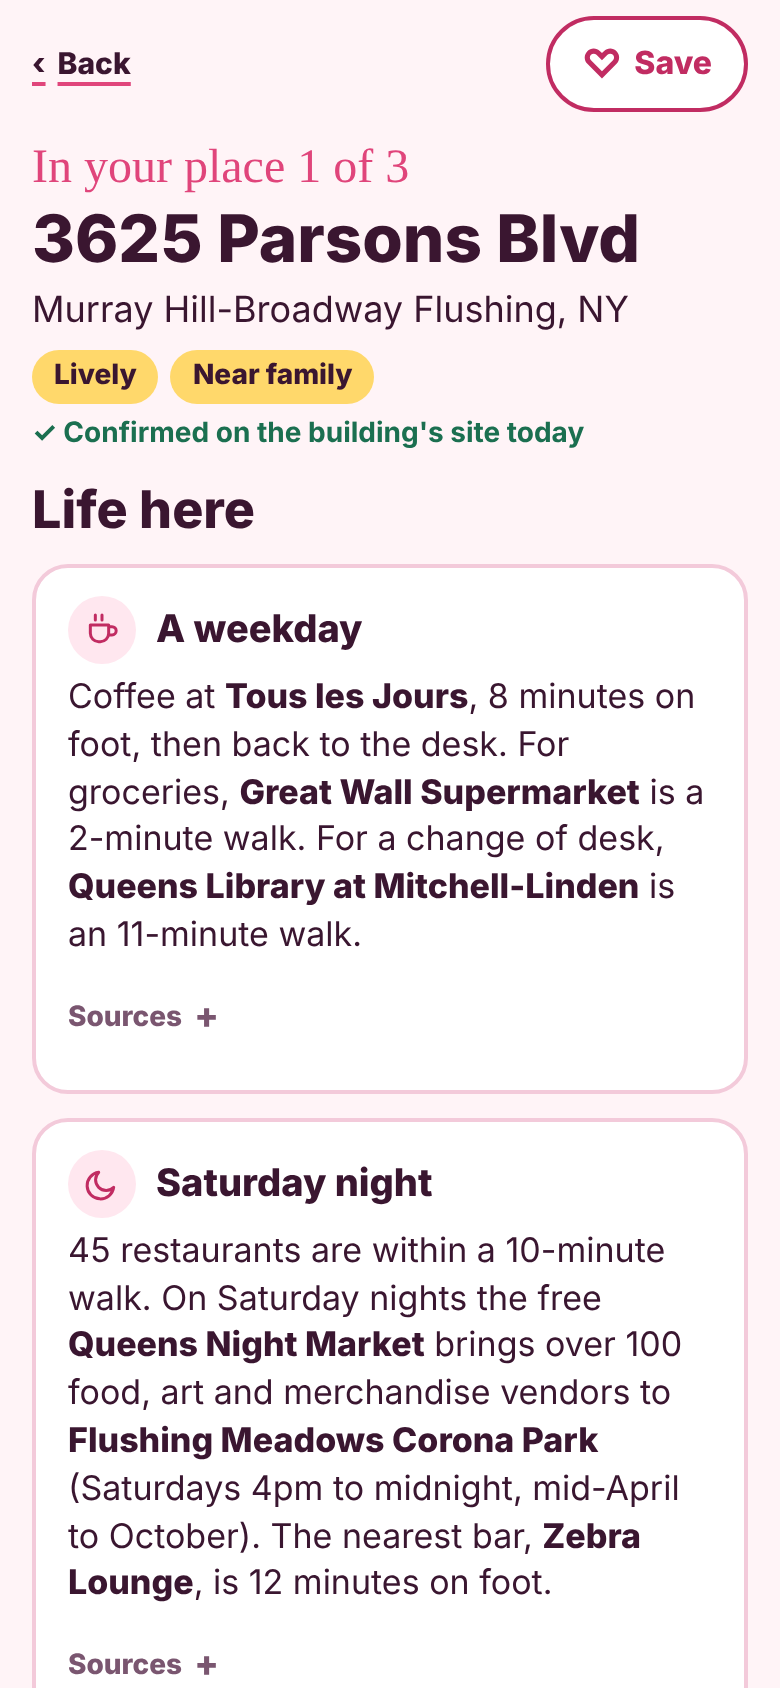 ‹ Back
Save
In your place 1 of 3
3625 Parsons Blvd
Murray Hill-Broadway Flushing, NY
Lively
Near family
✓ Confirmed on the building's site today
Life here
A weekday
Coffee at Tous les Jours, 8 minutes on
foot, then back to the desk. For
groceries, Great Wall Supermarket is a
2-minute walk. For a change of desk,
Queens Library at Mitchell-Linden is
an 11-minute walk.
Sources +
Saturday night
45 restaurants are within a 10-minute
walk. On Saturday nights the free
Queens Night Market brings over 100
food, art and merchandise vendors to
Flushing Meadows Corona Park
(Saturdays 4pm to midnight, mid-April
to October). The nearest bar, Zebra
Lounge, is 12 minutes on foot.
Sources +